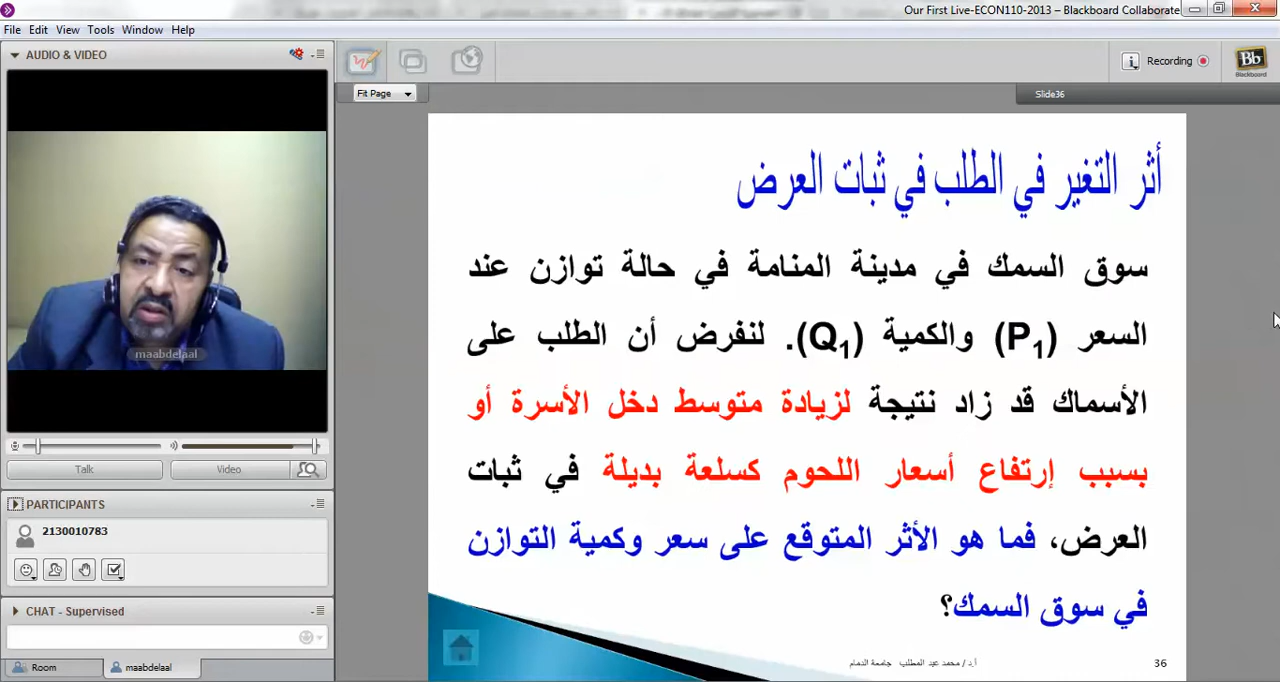 Our First Live-ECON110-2013 – Blackboard Collaborate
File Edit View Tools Window Help
AUDIO & VIDEO
maabdelaal
Talk
Video
PARTICIPANTS
2130010783
CHAT - Supervised
Room
maabdelaal
Recording
Bb
Blackboard
Fit Page
Slide36
أثر التغير في الطلب في ثبات العرض
سوق السمك في مدينة المنامة في حالة توازن عند
السعر (P1) والكمية (Q1). لنفرض أن الطلب على
الأسماك قد زاد نتيجة لزيادة متوسط دخل الأسرة أو
بسبب إرتفاع أسعار اللحوم كسلعة بديلة في ثبات
العرض، فما هو الأثر المتوقع على سعر وكمية التوازن
في سوق السمك؟
أ.د / محمد عبد المطلب جامعة الدمام
36